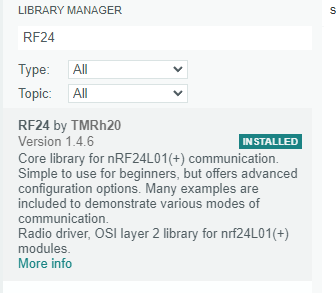 LIBRARY MANAGER
RF24
Type: All
Topic: All
RF24 by TMRh20
Version 1.4.6 INSTALLED
Core library for nRF24L01(+) communication.
Simple to use for beginners, but offers advanced
configuration options. Many examples are
included to demonstrate various modes of
communication.
Radio driver, OSI layer 2 library for nrf24L01(+)
modules.
More info